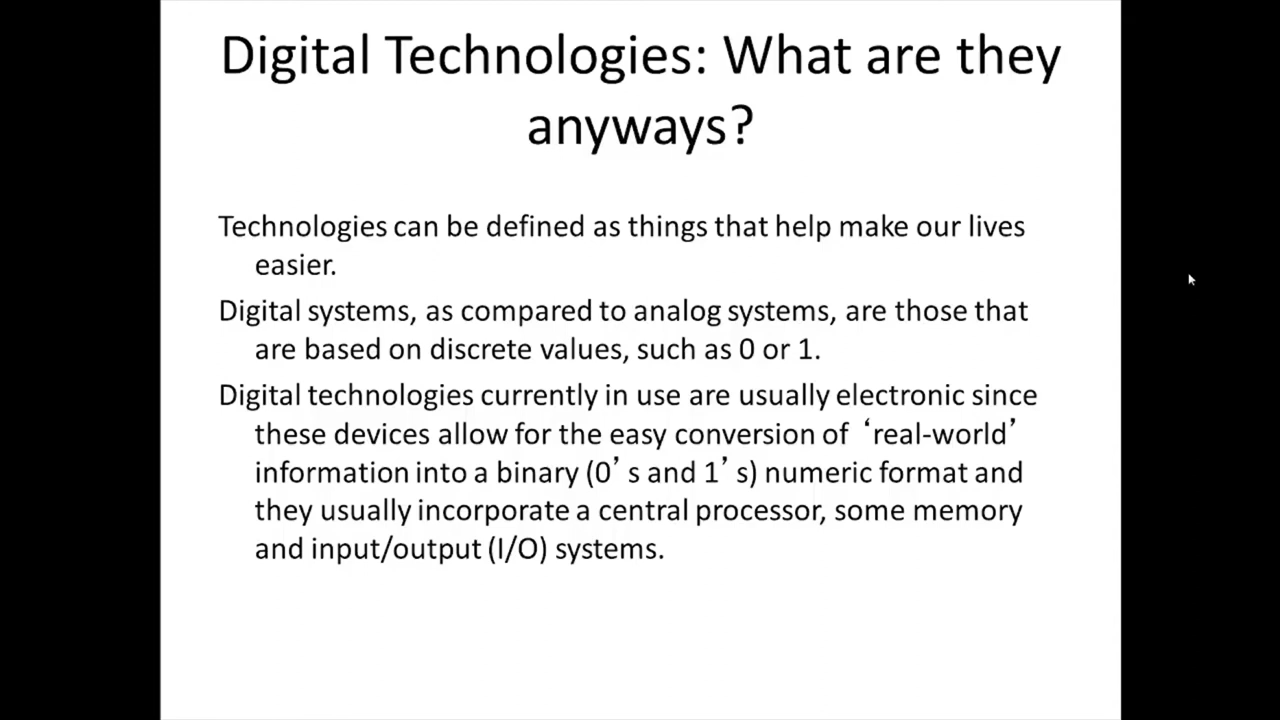 Digital Technologies: What are they
anyways?
Technologies can be defined as things that help make our lives
easier.
Digital systems, as compared to analog systems, are those that
are based on discrete values, such as 0 or 1.
Digital technologies currently in use are usually electronic since
these devices allow for the easy conversion of ‘real-world’
information into a binary (0’s and 1’s) numeric format and
they usually incorporate a central processor, some memory
and input/output (I/O) systems.